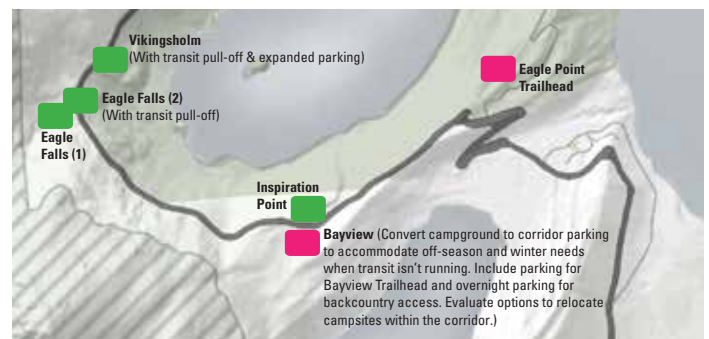 Vikingsholm
(With transit pull-off & expanded parking)
Eagle Falls (2)
(With transit pull-off)
Eagle
Falls (1)
Eagle Point
Trailhead
Inspiration
Point
Bayview (Convert campground to corridor parking
to accommodate off-season and winter needs
when transit isn't running. Include parking for
Bayview Trailhead and overnight parking for
backcountry access. Evaluate options to relocate
campsites within the corridor.)